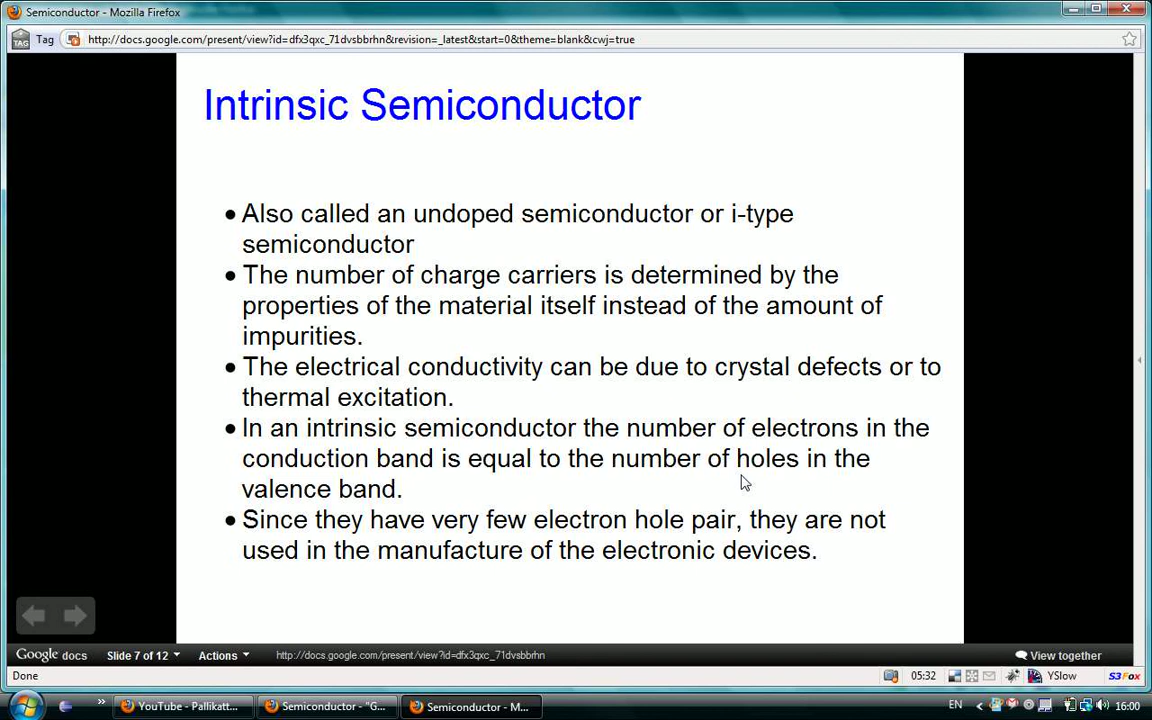 Semiconductor - Mozilla Firefox
TAG
Tag
http://docs.google.com/present/view?id=dfx3qxc_71dvsbbrhn&revision=_latest&start=0&theme=blank&cwj=true
Intrinsic Semiconductor
• Also called an undoped semiconductor or i-type
semiconductor
• The number of charge carriers is determined by the
properties of the material itself instead of the amount of
impurities.
• The electrical conductivity can be due to crystal defects or to
thermal excitation.
• In an intrinsic semiconductor the number of electrons in the
conduction band is equal to the number of holes in the
valence band.
• Since they have very few electron hole pair, they are not
used in the manufacture of the electronic devices.
Google docs
Slide 7 of 12
Actions
http://docs.google.com/present/view?id=dfx3qxc_71dvsbbrhn
View together
Done
05:32
YSlow
S3Fox
»
YouTube - Pallikatt...
Semiconductor - "G...
Semiconductor - M...
EN
16:00